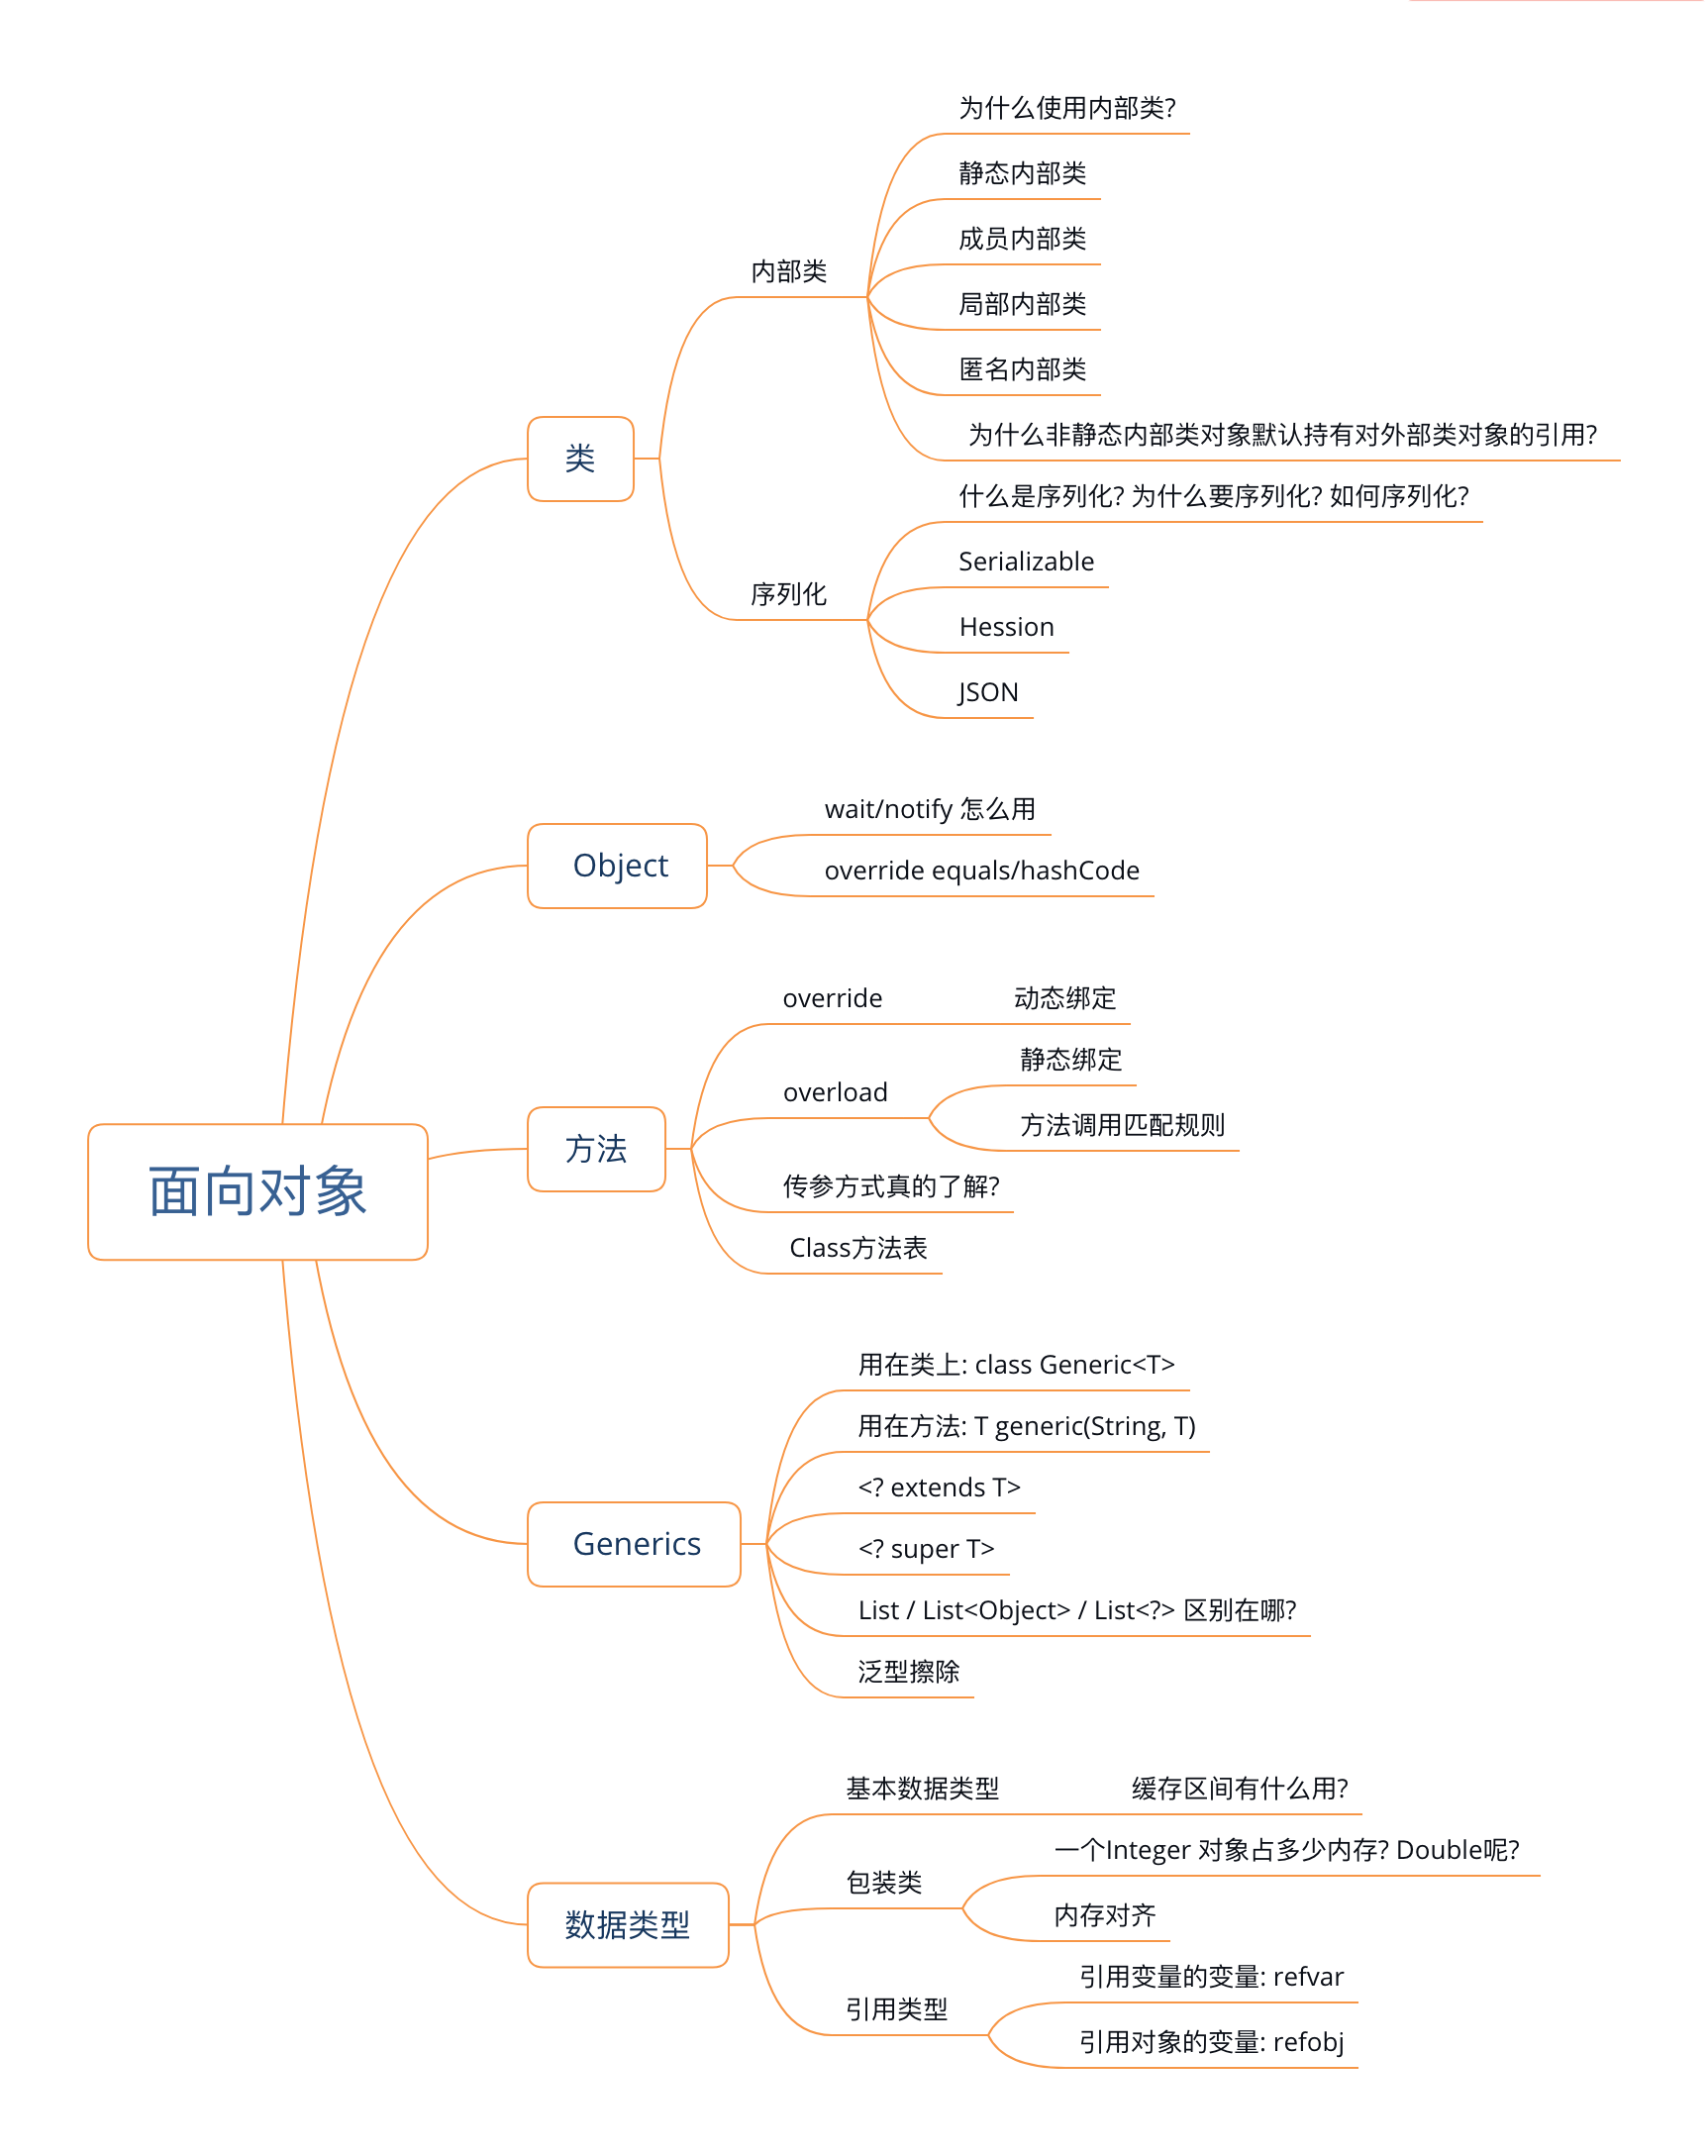 面向对象
类
内部类
为什么使用内部类?
静态内部类
成员内部类
局部内部类
匿名内部类
为什么非静态内部类对象默认持有对外部类对象的引用?
序列化
什么是序列化? 为什么要序列化? 如何序列化?
Serializable
Hession
JSON
Object
wait/notify 怎么用
override equals/hashCode
方法
override
动态绑定
overload
静态绑定
方法调用匹配规则
传参方式真的了解?
Class方法表
Generics
用在类上: class Generic<T>
用在方法: T generic(String, T)
<? extends T>
<? super T>
List / List<Object> / List<?> 区别在哪?
泛型擦除
数据类型
基本数据类型
缓存区间有什么用?
包装类
一个Integer 对象占多少内存? Double呢?
内存对齐
引用类型
引用变量的变量: refvar
引用对象的变量: refobj